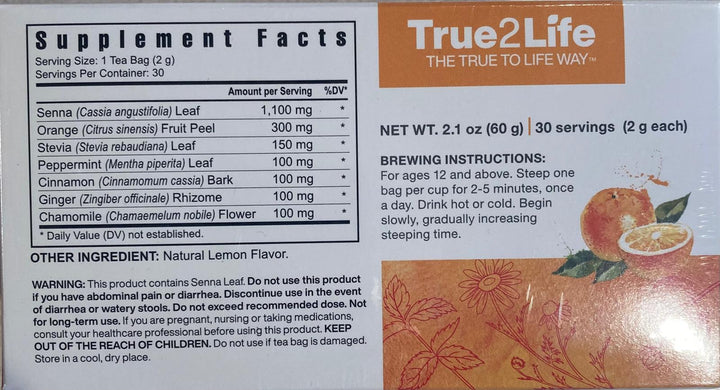 Supplement Facts
Serving Size: 1 Tea Bag (2 g)
Servings Per Container: 30
Amount per Serving %DV*
Senna (Cassia angustifolia) Leaf 1,100 mg *
Orange (Citrus sinensis) Fruit Peel 300 mg *
Stevia (Stevia rebaudiana) Leaf 150 mg *
Peppermint (Mentha piperita) Leaf 100 mg *
Cinnamon (Cinnamomum cassia) Bark 100 mg *
Ginger (Zingiber officinale) Rhizome 100 mg *
Chamomile (Chamaemelum nobile) Flower 100 mg *
* Daily Value (DV) not established.
OTHER INGREDIENT: Natural Lemon Flavor.
WARNING: This product contains Senna Leaf. Do not use this product
if you have abdominal pain or diarrhea. Discontinue use in the event
of diarrhea or watery stools. Do not exceed recommended dose. Not
for long-term use. If you are pregnant, nursing or taking medications,
consult your healthcare professional before using this product. KEEP
OUT OF THE REACH OF CHILDREN. Do not use if tea bag is damaged.
Store in a cool, dry place.
True2Life
THE TRUE TO LIFE WAY™
NET WT. 2.1 oz (60 g) | 30 servings (2 g each)
BREWING INSTRUCTIONS:
For ages 12 and above. Steep one
bag per cup for 2-5 minutes, once
a day. Drink hot or cold. Begin
slowly, gradually increasing
steeping time.